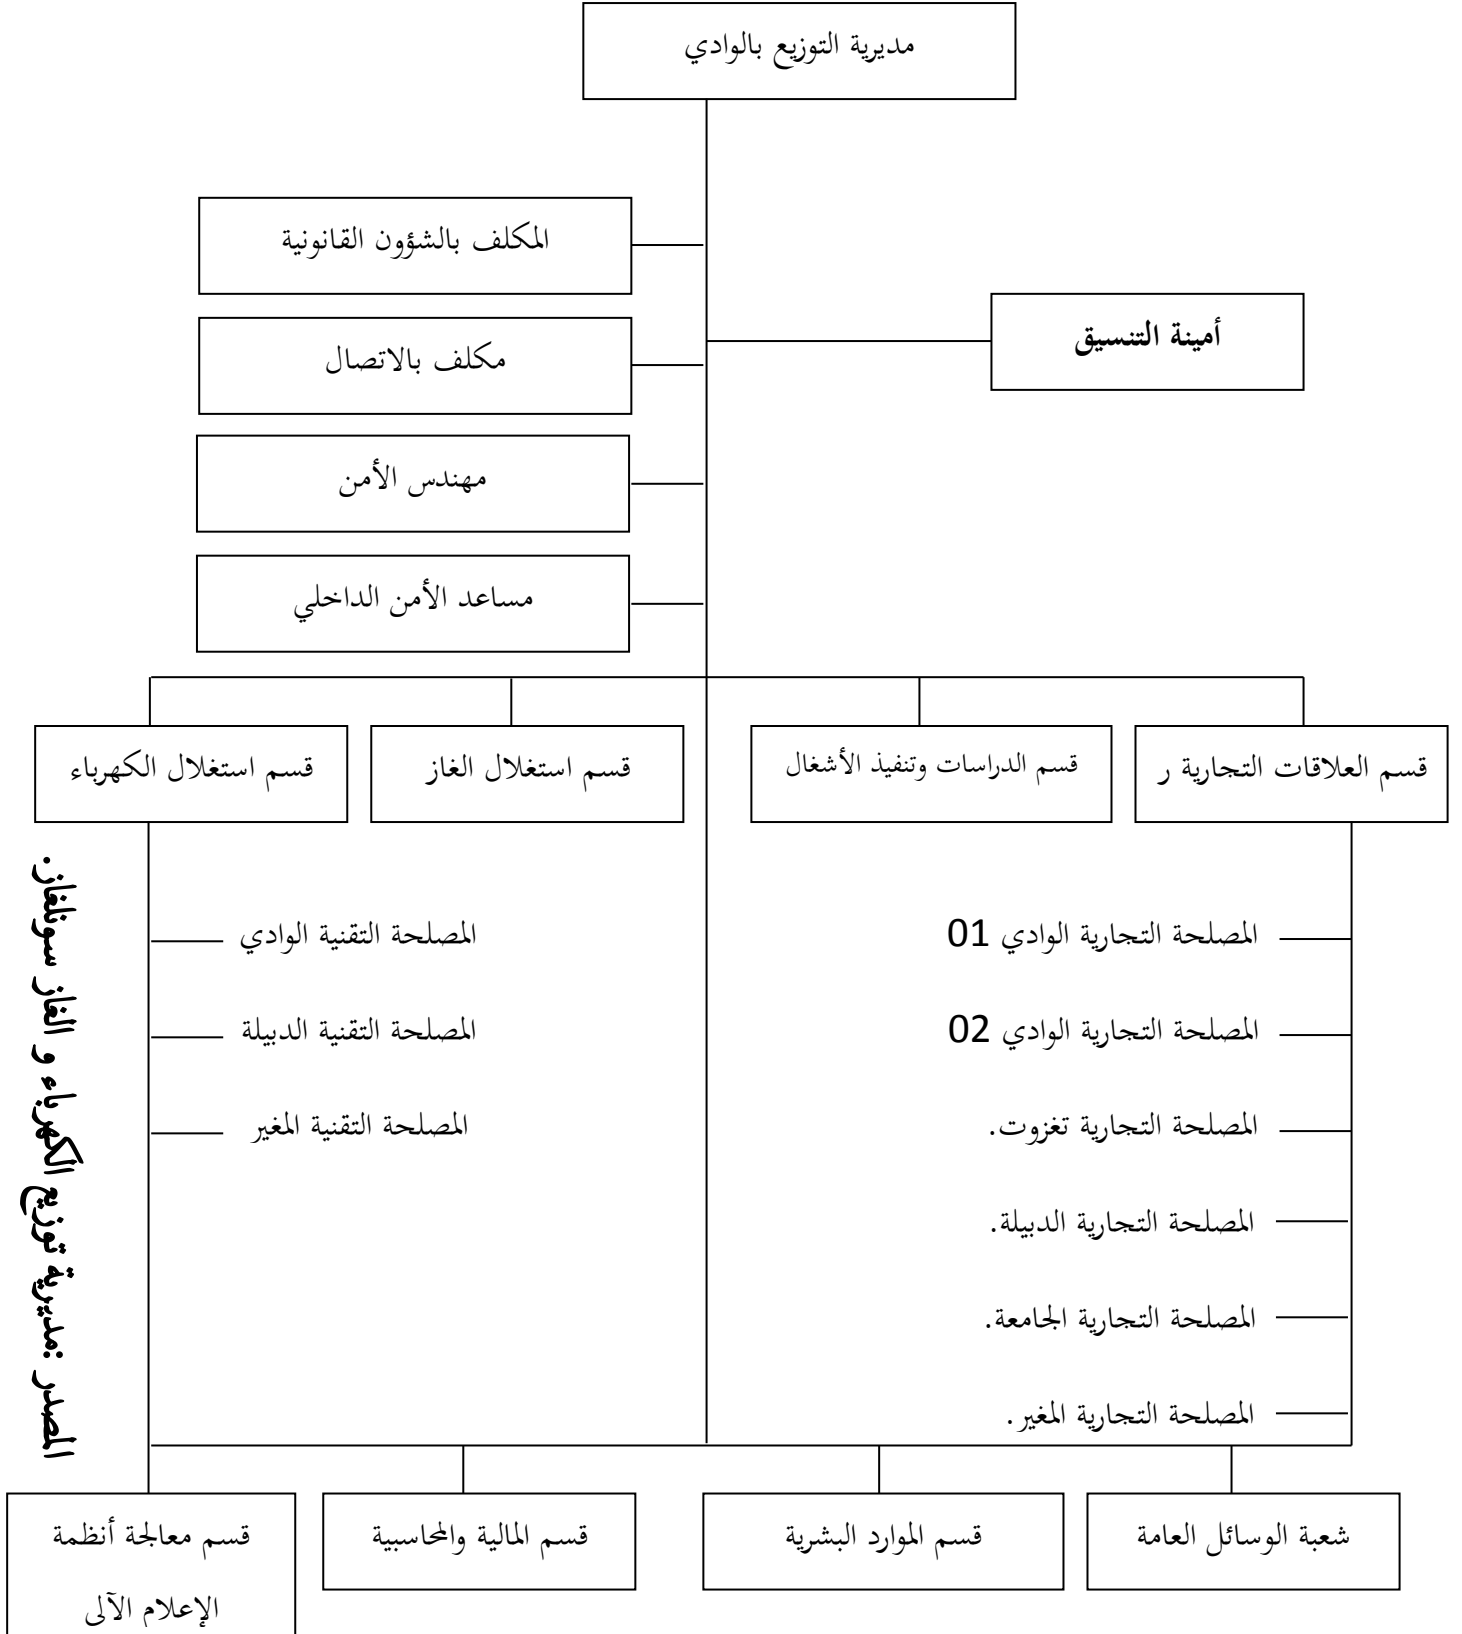 مديرية التوزيع بالوادي
المكلف بالشؤون القانونية
أمينة التنسيق
مكلف بالاتصال
مهندس الأمن
مساعد الأمن الداخلي
قسم العلاقات التجارية ر
قسم الدراسات وتنفيذ الأشغال
قسم استغلال الغاز
قسم استغلال الكهرباء
المصلحة التجارية الوادي 01
المصلحة التجارية الوادي 02
المصلحة التجارية تغزوت.
المصلحة التجارية الدبيلة.
المصلحة التجارية الجامعة.
المصلحة التجارية المغير.
المصلحة التقنية الوادي
المصلحة التقنية الدبيلة
المصلحة التقنية المغير
شعبة الوسائل العامة
قسم الموارد البشرية
قسم المالية والمحاسبية
قسم معالجة أنظمة
الإعلام الآلى
المصدر :مديرية توزيع الكهرباء و الغاز سونلغاز.